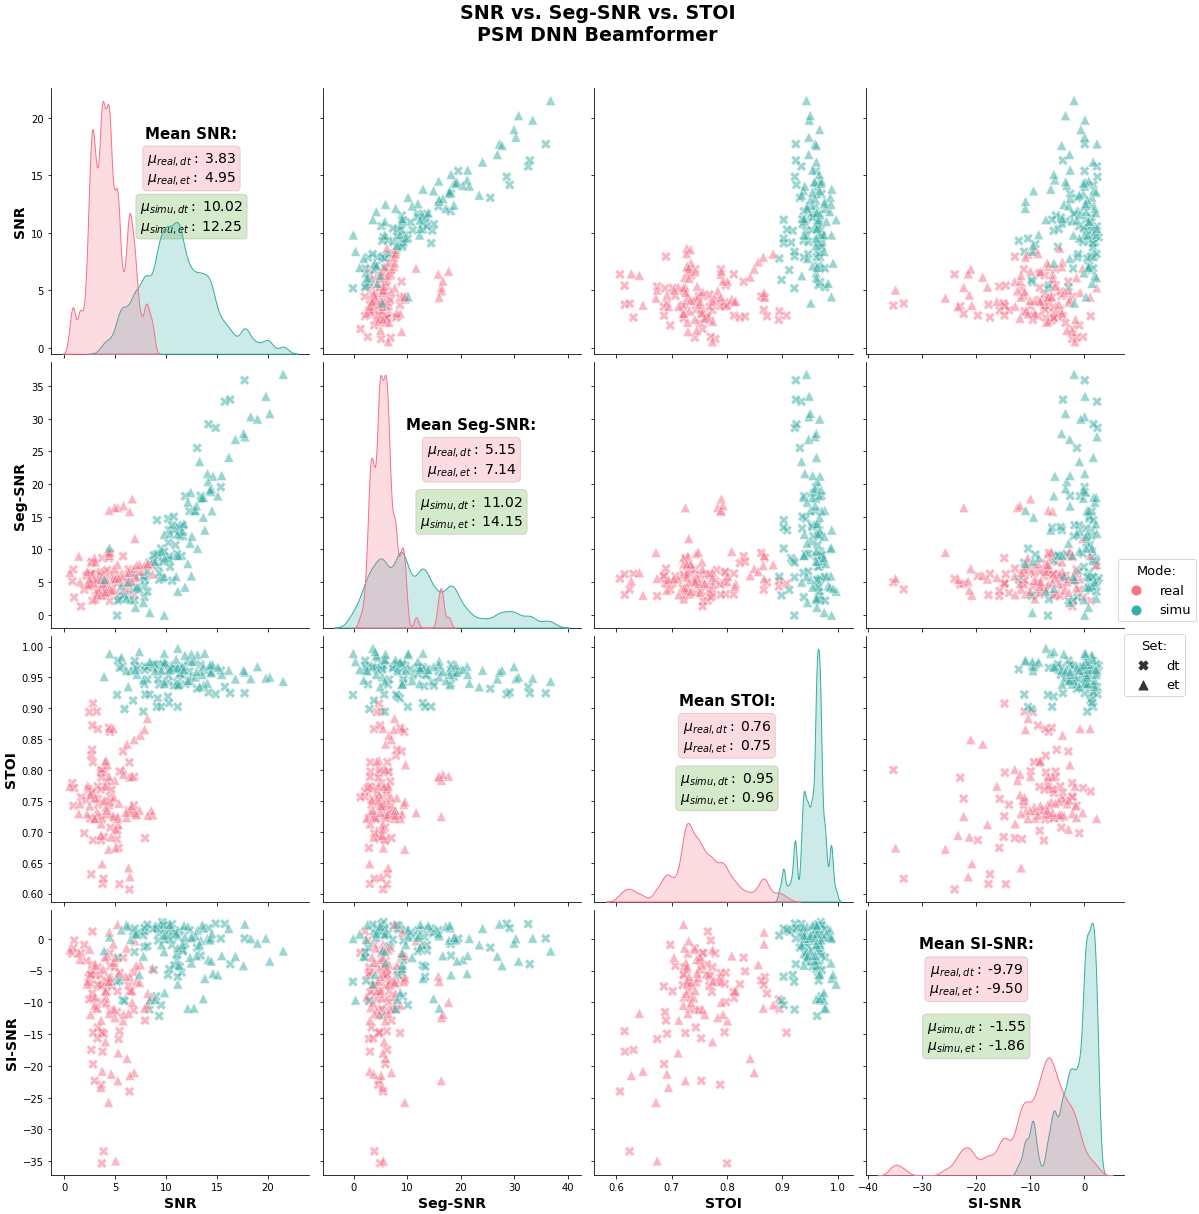 SNR vs. Seg-SNR vs. STOI
PSM DNN Beamformer
SNR
20
15
10
5
0
Mean SNR:
μreal,dt : 3.83
μreal,et : 4.95
μsimu,dt : 10.02
μsimu,et : 12.25
Seg-SNR
35
30
25
20
15
10
5
0
Mean Seg-SNR:
μreal,dt : 5.15
μreal,et : 7.14
μsimu,dt : 11.02
μsimu,et : 14.15
Mode:
real
simu
Set:
dt
et
STOI
1.00
0.95
0.90
0.85
0.80
0.75
0.70
0.65
0.60
Mean STOI:
μreal,dt : 0.76
μreal,et : 0.75
μsimu,dt : 0.95
μsimu,et : 0.96
SI-SNR
0
−5
−10
−15
−20
−25
−30
−35
Mean SI-SNR:
μreal,dt : -9.79
μreal,et : -9.50
μsimu,dt : -1.55
μsimu,et : -1.86
0 5 10 15 20
SNR
0 10 20 30 40
Seg-SNR
0.6 0.7 0.8 0.9 1.0
STOI
−40 −30 −20 −10 0
SI-SNR